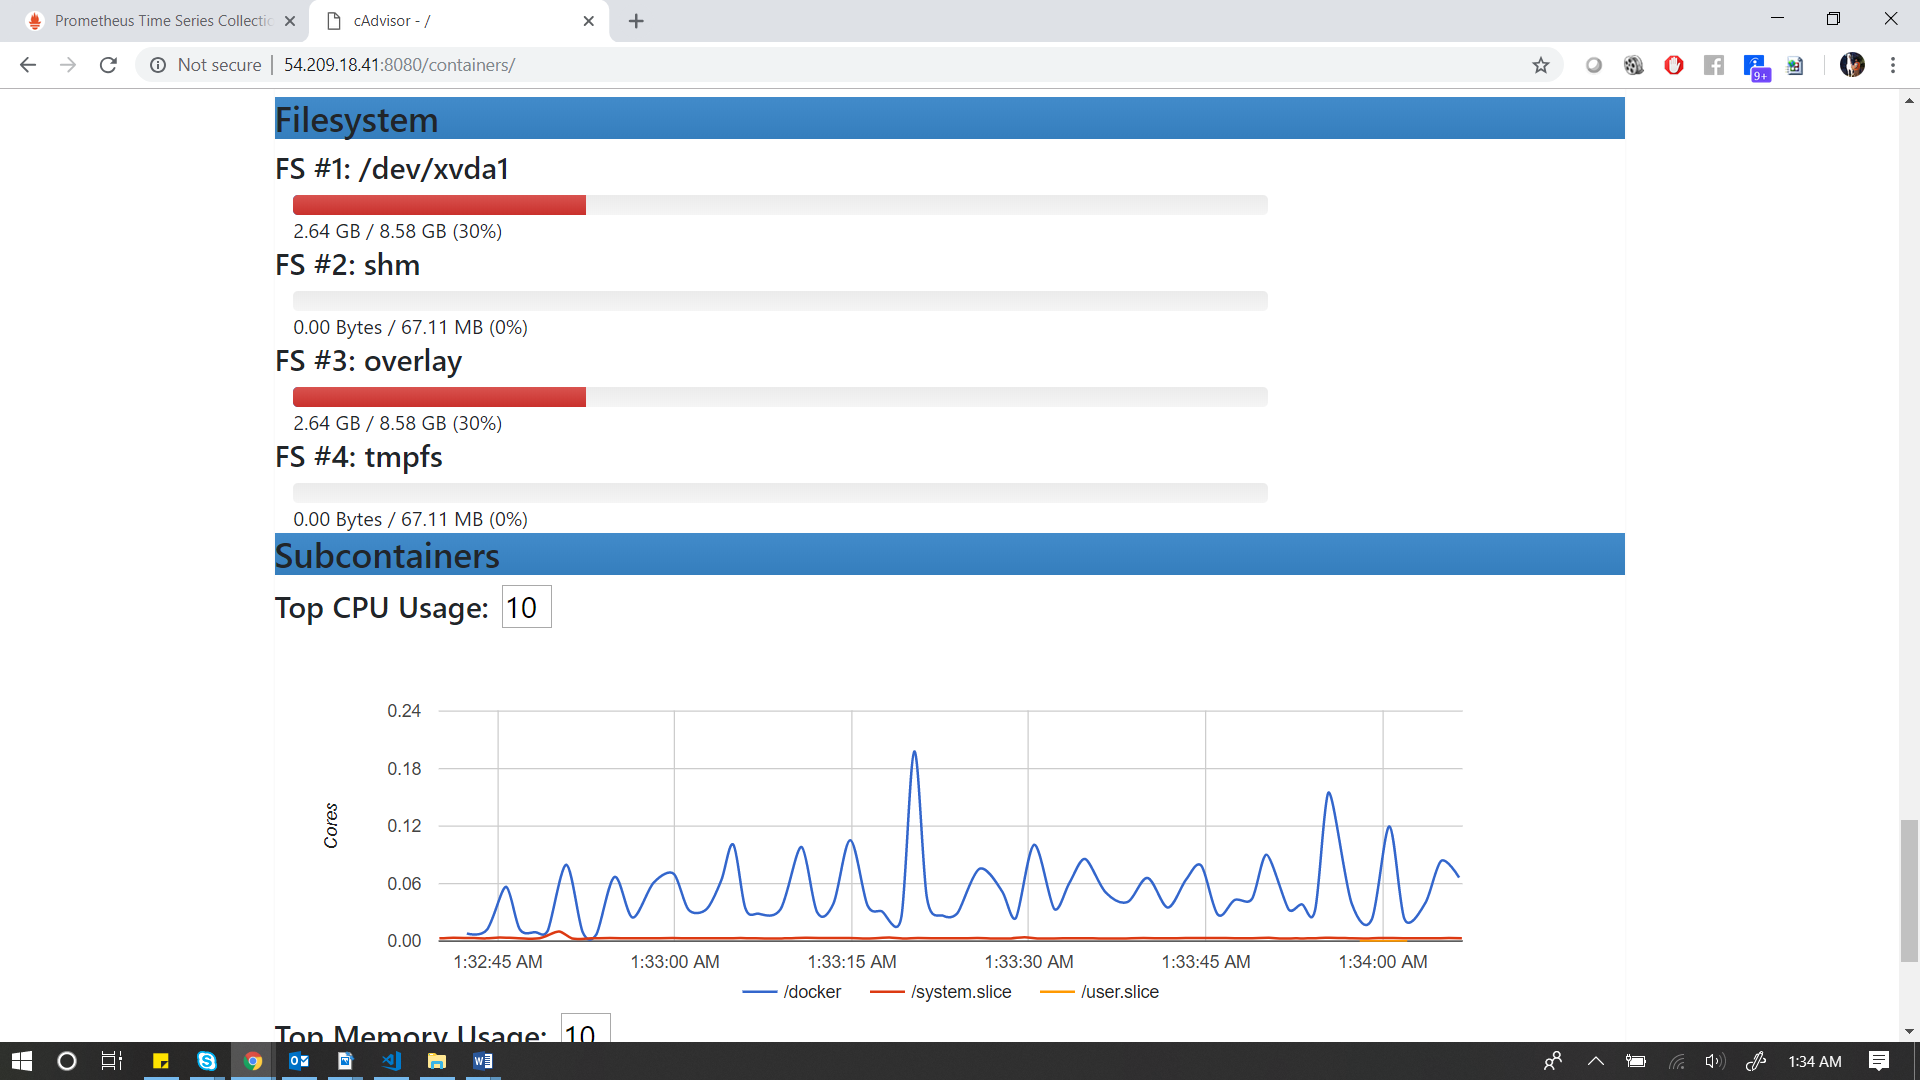 Prometheus Time Series Collectic
cAdvisor - /
Not secure
54.209.18.41:8080/containers/
9+
Filesystem
FS #1: /dev/xvda1
2.64 GB / 8.58 GB (30%)
FS #2: shm
0.00 Bytes / 67.11 MB (0%)
FS #3: overlay
2.64 GB / 8.58 GB (30%)
FS #4: tmpfs
0.00 Bytes / 67.11 MB (0%)
Subcontainers
Top CPU Usage: 10
0.24
0.18
0.12
0.06
0.00
Cores
1:32:45 AM 1:33:00 AM 1:33:15 AM 1:33:30 AM 1:33:45 AM 1:34:00 AM
/docker /system.slice /user.slice
Top Memory Usage: 10
1:34 AM